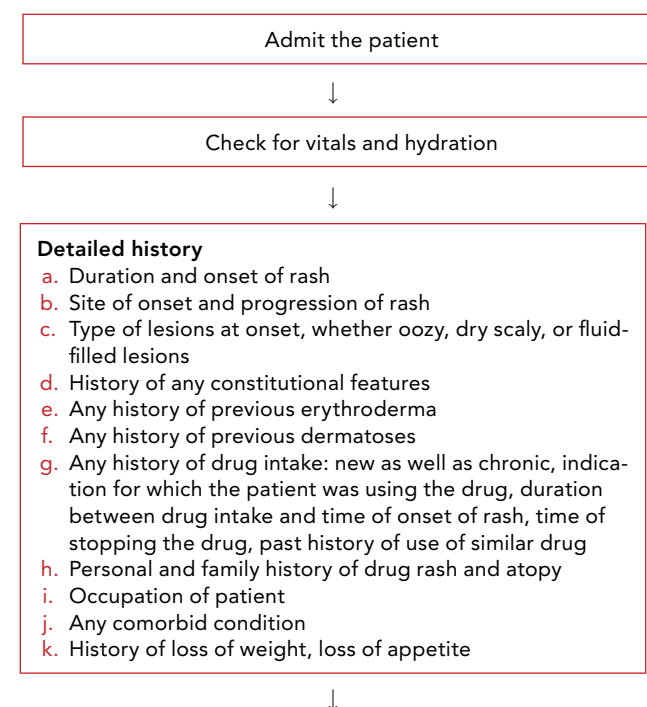 Admit the patient
↓
Check for vitals and hydration
↓
Detailed history
a. Duration and onset of rash
b. Site of onset and progression of rash
c. Type of lesions at onset, whether oozy, dry scaly, or fluid-
filled lesions
d. History of any constitutional features
e. Any history of previous erythroderma
f. Any history of previous dermatoses
g. Any history of drug intake: new as well as chronic, indica-
tion for which the patient was using the drug, duration
between drug intake and time of onset of rash, time of
stopping the drug, past history of use of similar drug
h. Personal and family history of drug rash and atopy
i. Occupation of patient
j. Any comorbid condition
k. History of loss of weight, loss of appetite
↓